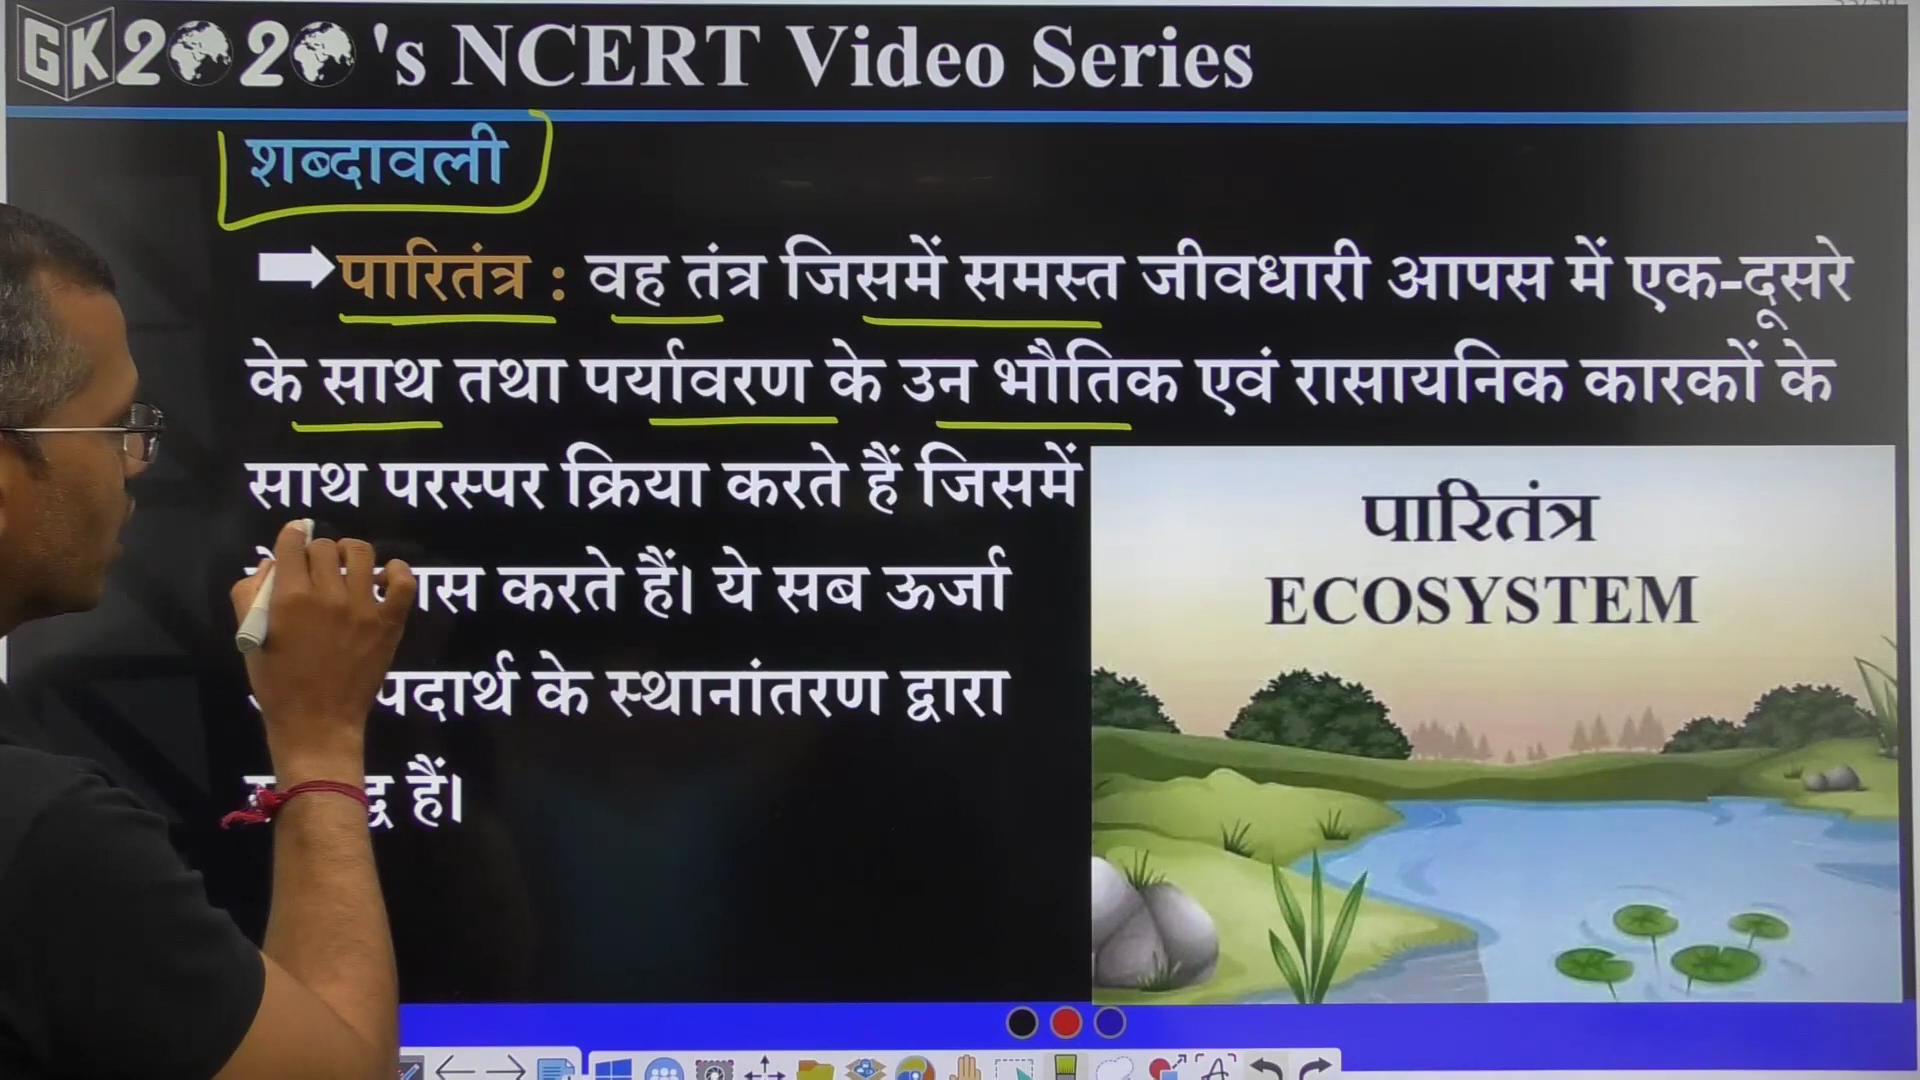 GK2020's NCERT Video Series
शब्दावली
पारितंत्र : वह तंत्र जिसमें समस्त जीवधारी आपस में एक-दूसरे
के साथ तथा पर्यावरण के उन भौतिक एवं रासायनिक कारकों के
साथ परस्पर क्रिया करते हैं जिसमें
करते हैं। ये सब ऊर्जा
पदार्थ के स्थानांतरण द्वारा
हैं।
पारितंत्र
ECOSYSTEM